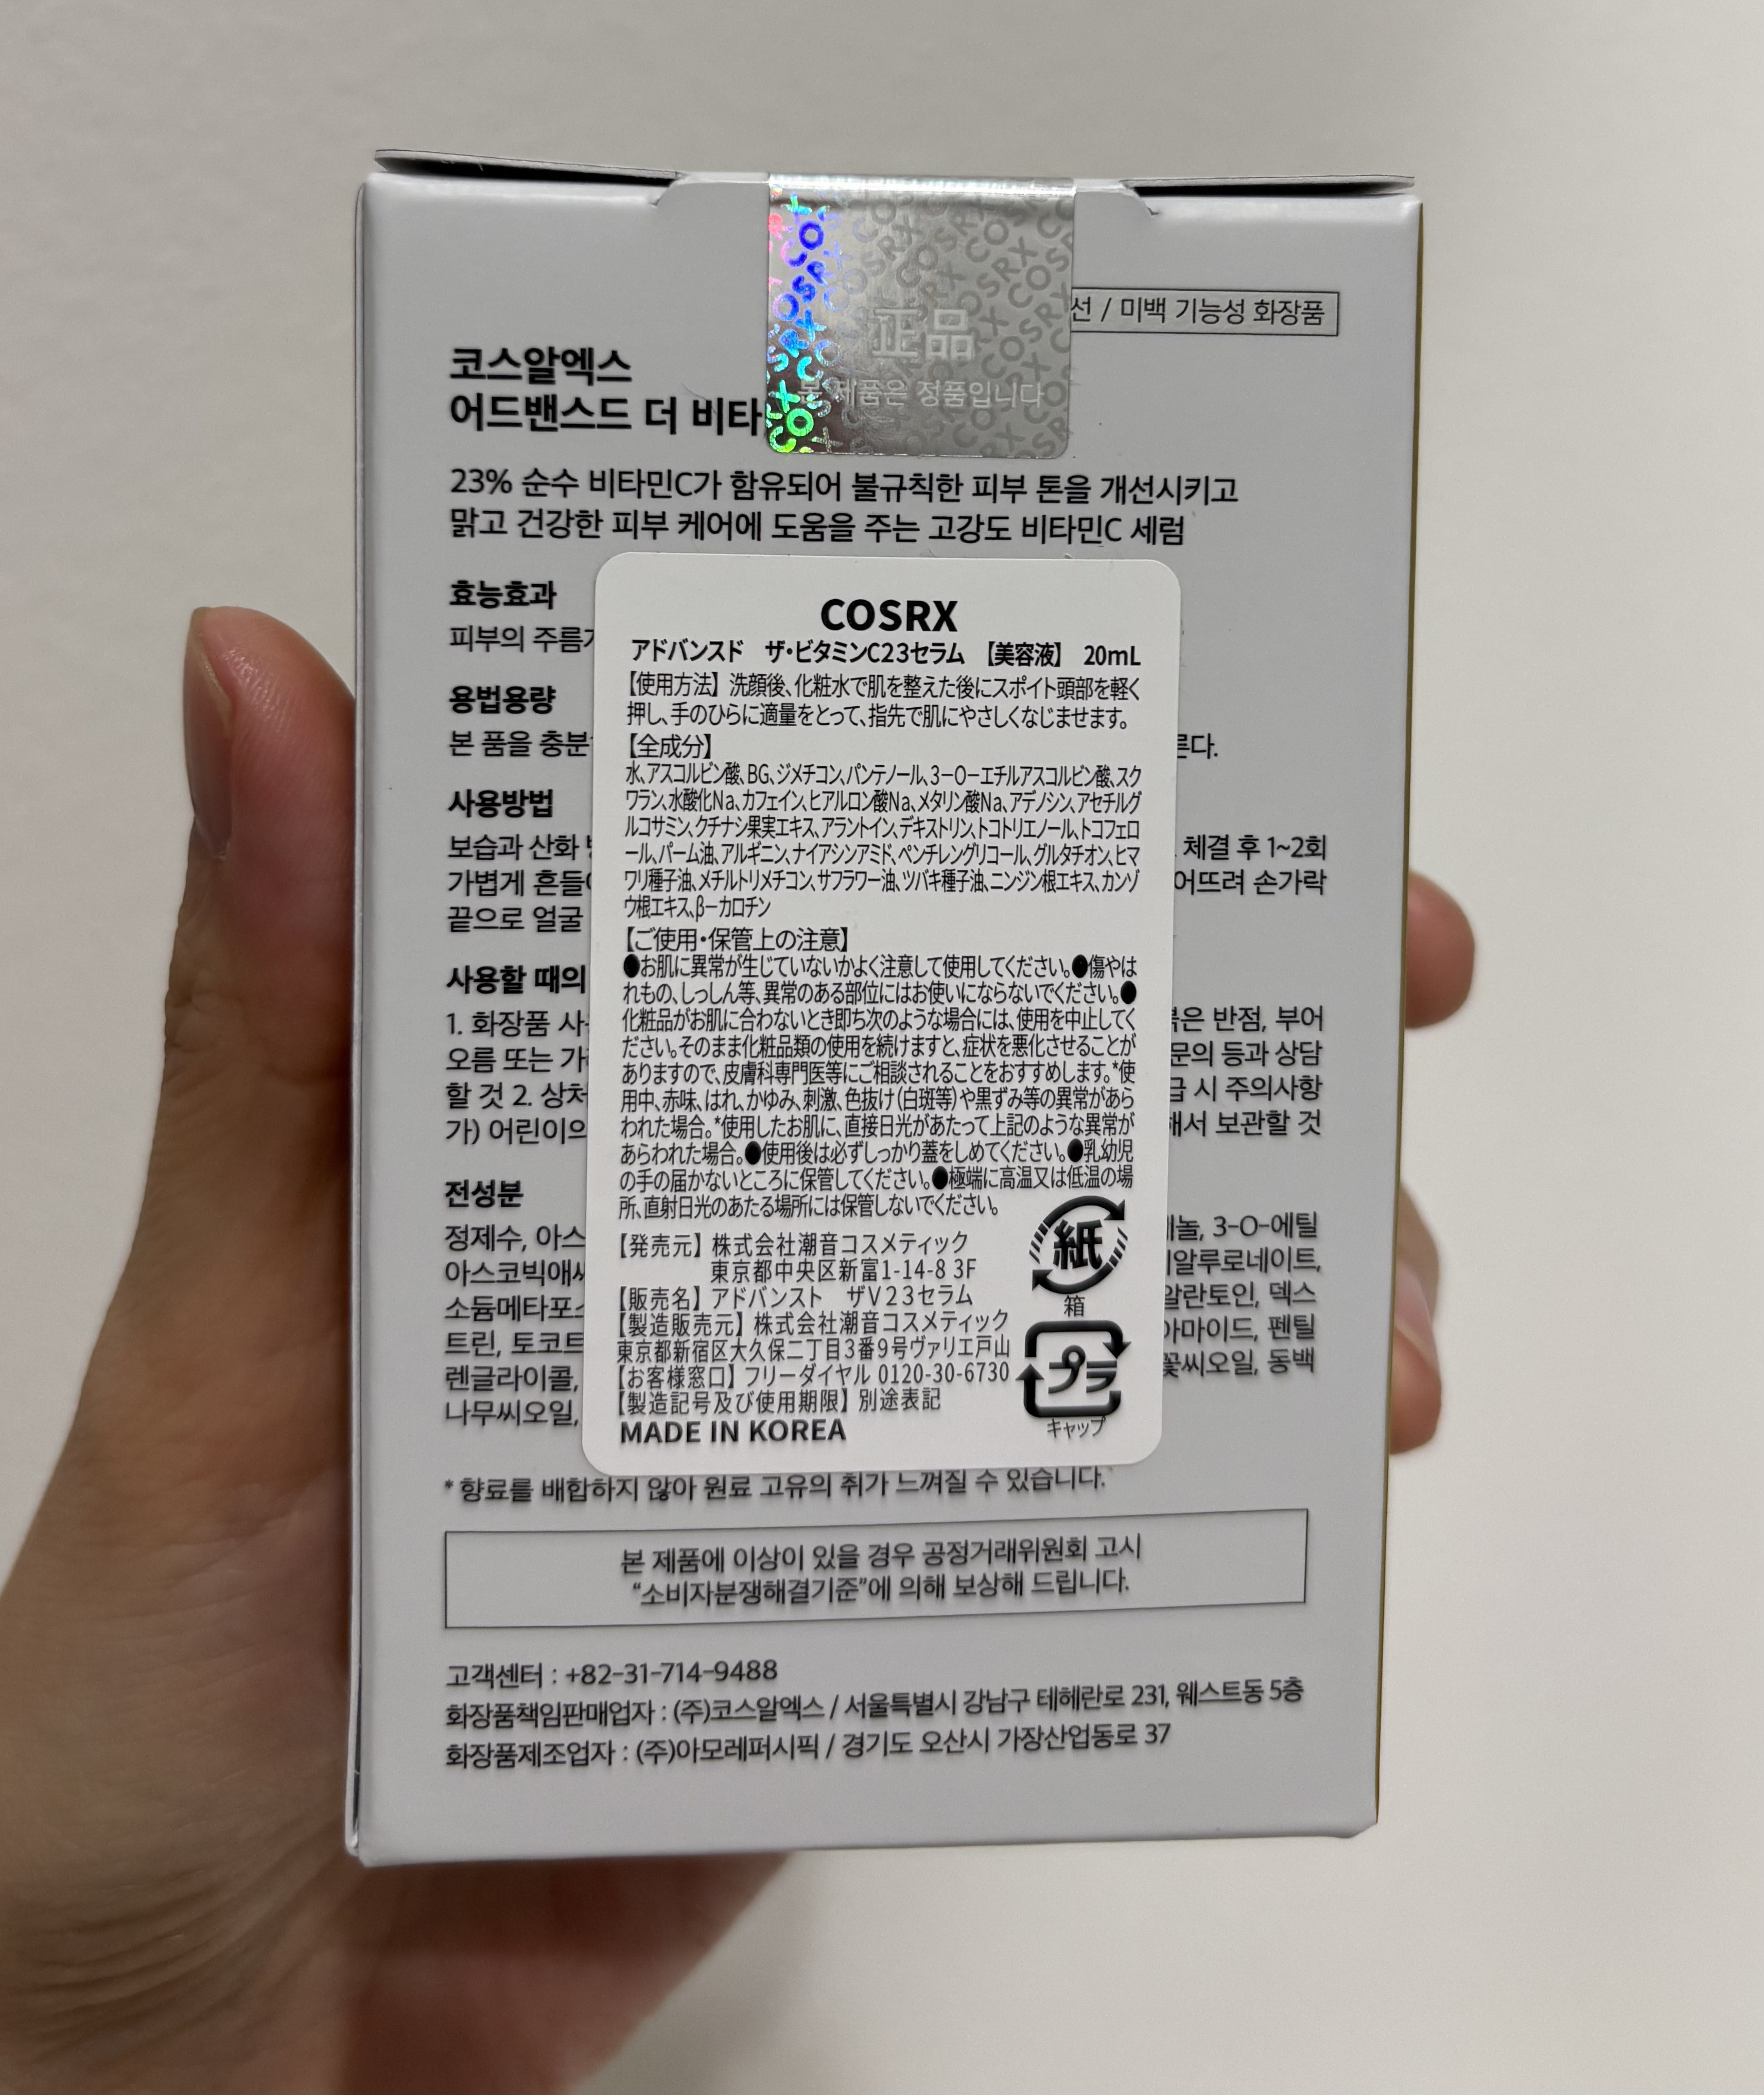 正品
본 제품은 정품입니다
선 / 미백 기능성 화장품
코스알엑스
어드밴스드 더 비타
23% 순수 비타민C가 함유되어 불규칙한 피부 톤을 개선시키고
맑고 건강한 피부 케어에 도움을 주는 고강도 비타민C 세럼
효능효과
피부의 주름
용법용량
본 품을 충분
른다.
사용방법
보습과 산화
체결 후 1~2회
가볍게 흔들
어뜨려 손가락
끝으로 얼굴
사용할 때의
1. 화장품 사
은 반점, 부어
오름 또는 가
문의 등과 상담
할 것 2. 상처
급 시 주의사항
가) 어린이의
해서 보관할 것
전성분
정제수, 아스
놀, 3-O-에틸
아스코빅애씨
알루로네이트,
소듐메타포스
알란토인, 덱스
트린, 토코트
아마이드, 펜틸
렌글라이콜,
꽃씨오일, 동백
나무씨오일,
COSRX
アドバンスド ザ・ビタミンC23セラム 【美容液】 20mL
【使用方法】 洗顔後、化粧水で肌を整えた後にスポイト頭部を軽く
押し、手のひらに適量をとって、指先で肌にやさしくなじませます。
【全成分】
水、アスコルビン酸、BG、ジメチコン、パンテノール、3-O-エチルアスコルビン酸、スク
ワラン、水酸化Na、カフェイン、ヒアルロン酸Na、メタリン酸Na、アデノシン、アセチルグ
ルコサミン、クチナシ果実エキス、アラントイン、デキストリン、トコトリエノール、トコフェロ
ール、パーム油、アルギニン、ナイアシンアミド、ペンチレングリコール、グルタチオン、ヒマ
ワリ種子油、メチルトリメチコン、サフラワー油、ツバキ種子油、ニンジン根エキス、カンゾ
ウ根エキス、β-カロチン
【ご使用・保管上の注意】
●お肌に異常が生じていないかよく注意して使用してください。●傷やは
れもの、しっしん等、異常のある部位にはお使いにならないでください。●
化粧品がお肌に合わないとき即ち次のような場合には、使用を中止してく
ださい。そのまま化粧品類の使用を続けますと、症状を悪化させることが
ありますので、皮膚科専門医等にご相談されることをおすすめします。*使
用中、赤味、はれ、かゆみ、刺激、色抜け(白斑等)や黒ずみ等の異常があら
われた場合。*使用したお肌に、直接日光があたって上記のような異常が
あらわれた場合。●使用後は必ずしっかり蓋をしめてください。●乳幼児
の手の届かないところに保管してください。●極端に高温又は低温の場
所、直射日光のあたる場所には保管しないでください。
【発売元】 株式会社潮音コスメティック
東京都中央区新富1-14-8 3F
【販売名】 アドバンスト ザV23セラム
【製造販売元】 株式会社潮音コスメティック
東京都新宿区大久保二丁目3番9号ヴァリエ戸山
【お客様窓口】 フリーダイヤル 0120-30-6730
【製造記号及び使用期限】 別途表記
MADE IN KOREA
紙
箱
プラ
キャップ
* 향료를 배합하지 않아 원료 고유의 취가 느껴질 수 있습니다.
본 제품에 이상이 있을 경우 공정거래위원회 고시
“소비자분쟁해결기준”에 의해 보상해 드립니다.
고객센터 : +82-31-714-9488
화장품책임판매업자 : (주)코스알엑스 / 서울특별시 강남구 테헤란로 231, 웨스트동 5층
화장품제조업자 : (주)아모레퍼시픽 / 경기도 오산시 가장산업동로 37